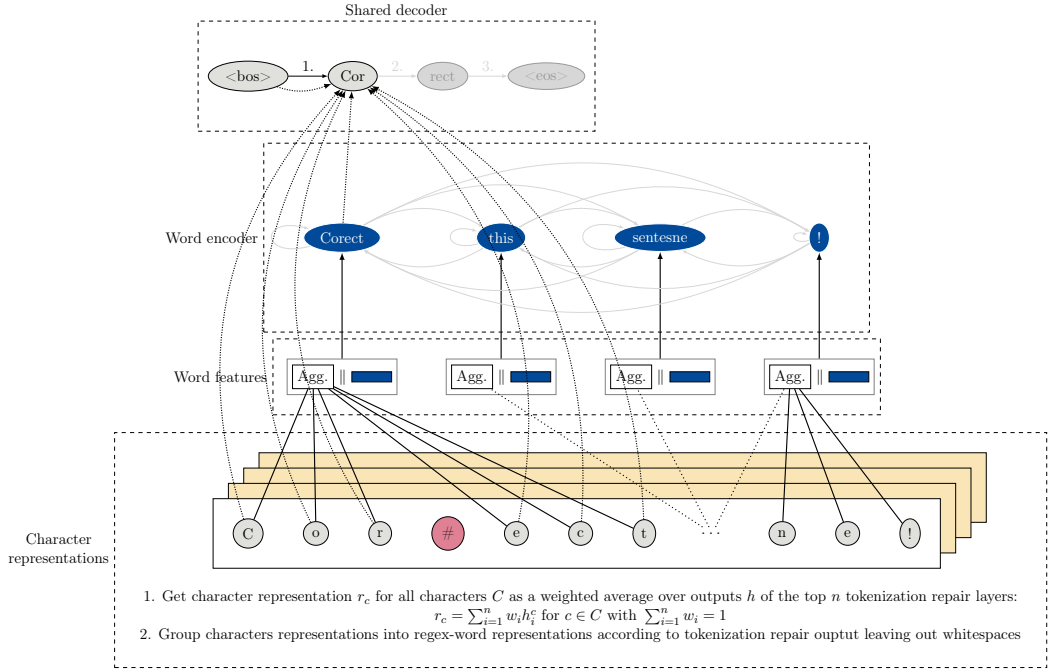 Shared decoder
<bos> 1. Cor 2. rect 3. <eos>
Word encoder Corect this sentesne !
Word features Agg. || Agg. || Agg. || Agg. ||
C o r # e c t ... n e !
Character
representations
1. Get character representation r_c for all characters C as a weighted average over outputs h of the top n tokenization repair layers:
r_c = ∑_{i=1}^n w_i h_i^c for c ∈ C with ∑_{i=1}^n w_i = 1
2. Group characters representations into regex-word representations according to tokenization repair ouptut leaving out whitespaces